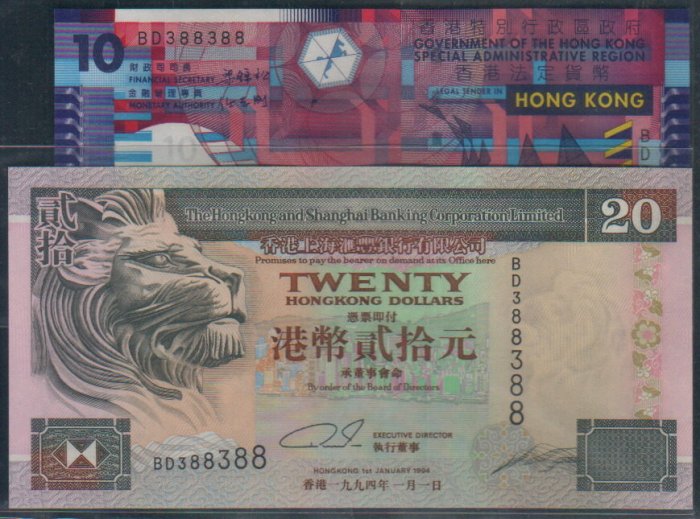 10
BD388388
香港特別行政區政府
GOVERNMENT OF THE HONG KONG
SPECIAL ADMINISTRATIVE REGION
香港法定貨幣
LEGAL TENDER IN
HONG KONG
財政司司長
FINANCIAL SECRETARY
金融管理專員
MONETARY AUTHORITY
10
B
D
貳拾
The Hongkong and Shanghai Banking Corporation Limited
20
香港上海滙豐銀行有限公司
Promises to pay the bearer on demand at its Office here
TWENTY
HONGKONG DOLLARS
憑票即付
港幣貳拾元
承董事會命
By order of the Board of Directors
BD388388
EXECUTIVE DIRECTOR
執行董事
BD388388
HONGKONG 1st JANUARY 1994
香港一九九四年一月一日